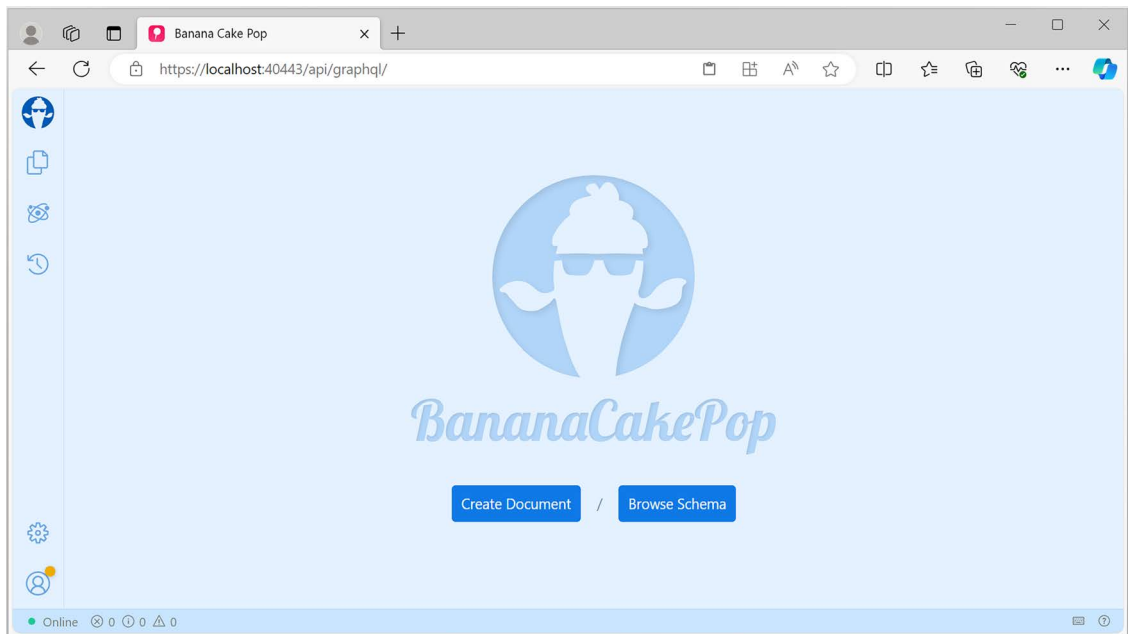 Banana Cake Pop
https://localhost:40443/api/graphql/
BananaCakePop
Create Document / Browse Schema
Online 0 0 0